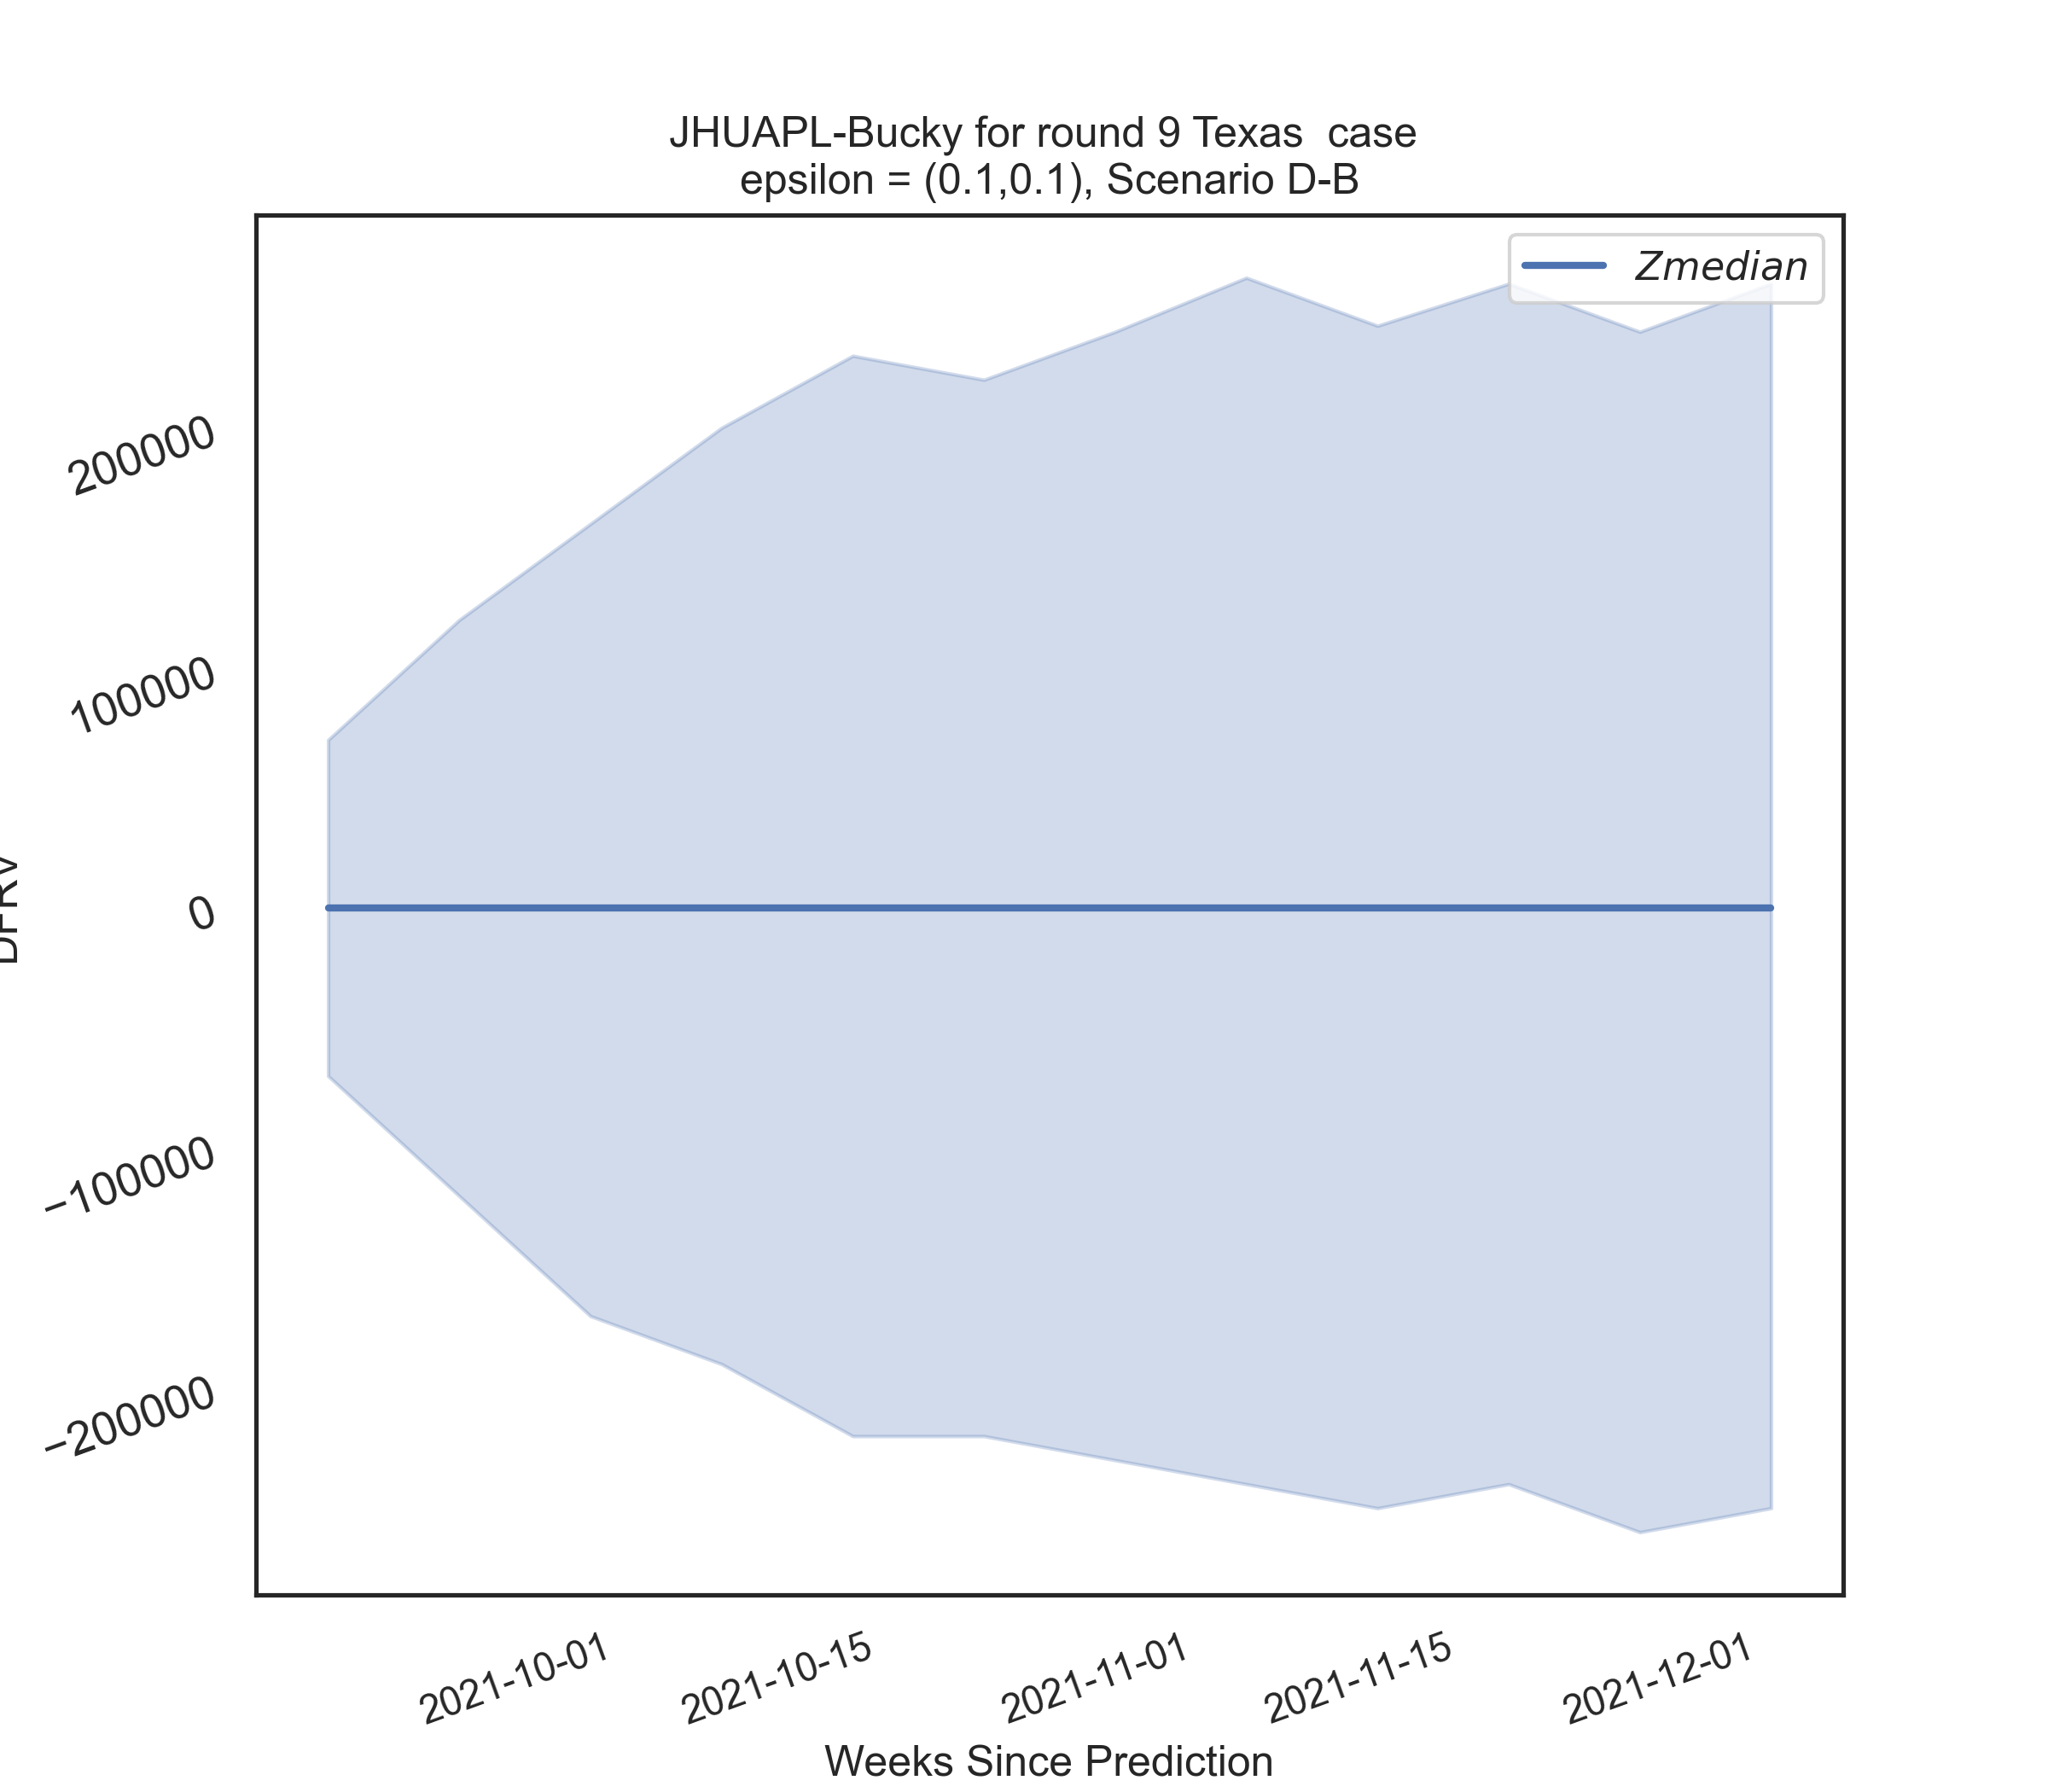 JHUAPL-Bucky for round 9 Texas  case
epsilon = (0.1,0.1), Scenario D-B
Zmedian
200000
100000
0
−100000
−200000
2021-10-01
2021-10-15
2021-11-01
2021-11-15
2021-12-01
Weeks Since Prediction